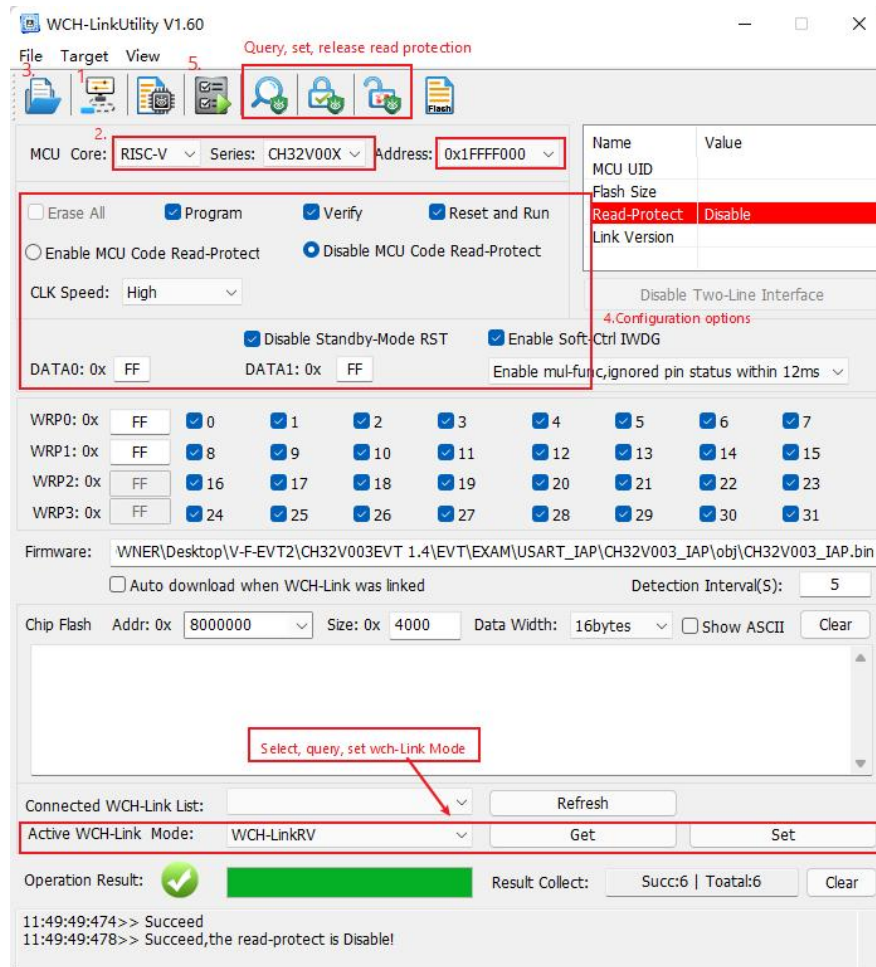 WCH-LinkUtility V1.60
File Target View
Query, set, release read protection
3. 1. 5.
Flash
2.
MCU Core: RISC-V Series: CH32V00X Address: 0x1FFFF000
Name Value
MCU UID
Flash Size
Read-Protect Disable
Link Version
Erase All Program Verify Reset and Run
Enable MCU Code Read-Protect Disable MCU Code Read-Protect
CLK Speed: High
Disable Two-Line Interface
4.Configuration options
Disable Standby-Mode RST Enable Soft-Ctrl IWDG
DATA0: 0x FF DATA1: 0x FF Enable mul-func,ignored pin status within 12ms
WRP0: 0x FF 0 1 2 3 4 5 6 7
WRP1: 0x FF 8 9 10 11 12 13 14 15
WRP2: 0x FF 16 17 18 19 20 21 22 23
WRP3: 0x FF 24 25 26 27 28 29 30 31
Firmware: WNER\Desktop\V-F-EVT2\CH32V003EVT 1.4\EVT\EXAM\USART_IAP\CH32V003_IAP\obj\CH32V003_IAP.bin
Auto download when WCH-Link was linked Detection Interval(S): 5
Chip Flash Addr: 0x 8000000 Size: 0x 4000 Data Width: 16bytes Show ASCII Clear
Select, query, set wch-Link Mode
Connected WCH-Link List: Refresh
Active WCH-Link Mode: WCH-LinkRV Get Set
Operation Result: Result Collect: Succ:6 | Toatal:6 Clear
11:49:49:474>> Succeed
11:49:49:478>> Succeed,the read-protect is Disable!